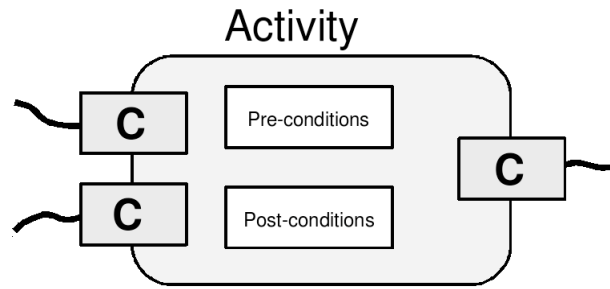 Activity
C
Pre-conditions
C
C
Post-conditions